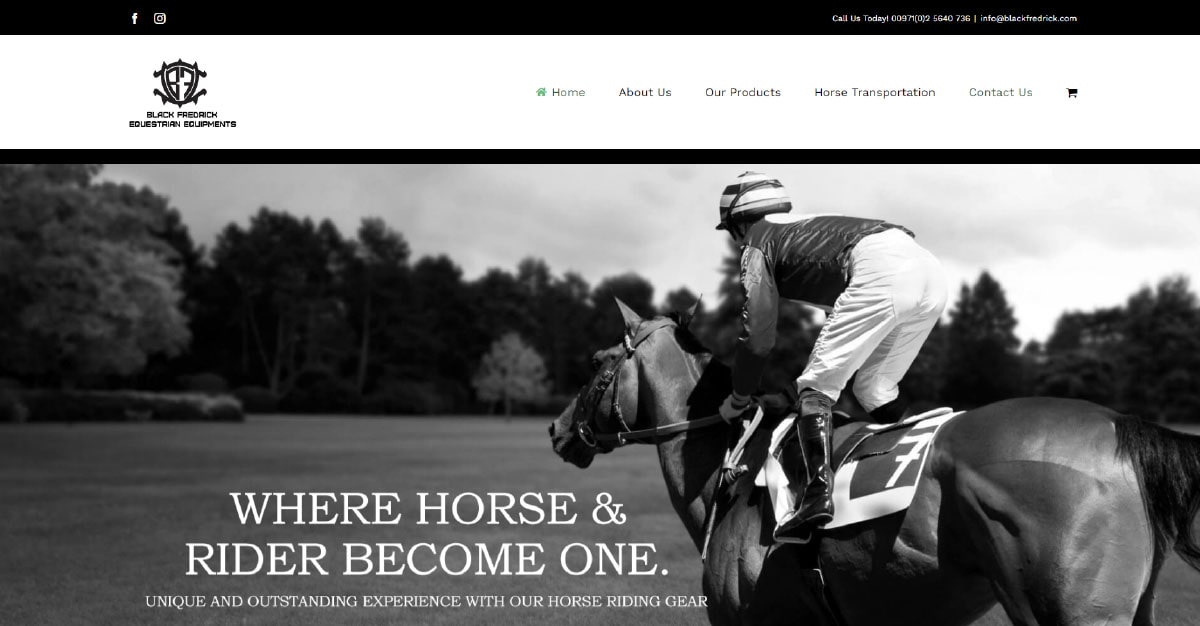 Call Us Today! 00971(0)2 5640 736 | info@blackfredrick.com
BF
BLACK FREDRICK
EQUESTRIAN EQUIPMENTS
Home
About Us
Our Products
Horse Transportation
Contact Us
7
WHERE HORSE &
RIDER BECOME ONE.
UNIQUE AND OUTSTANDING EXPERIENCE WITH OUR HORSE RIDING GEAR